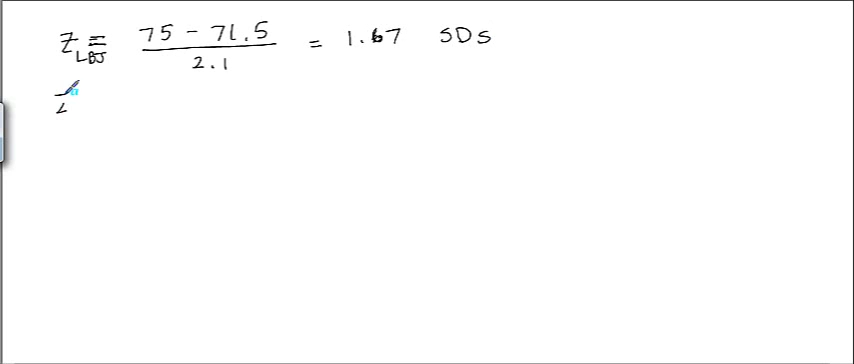 Z_LBJ = (75 - 71.5) / 2.1 = 1.67 SDs
Z